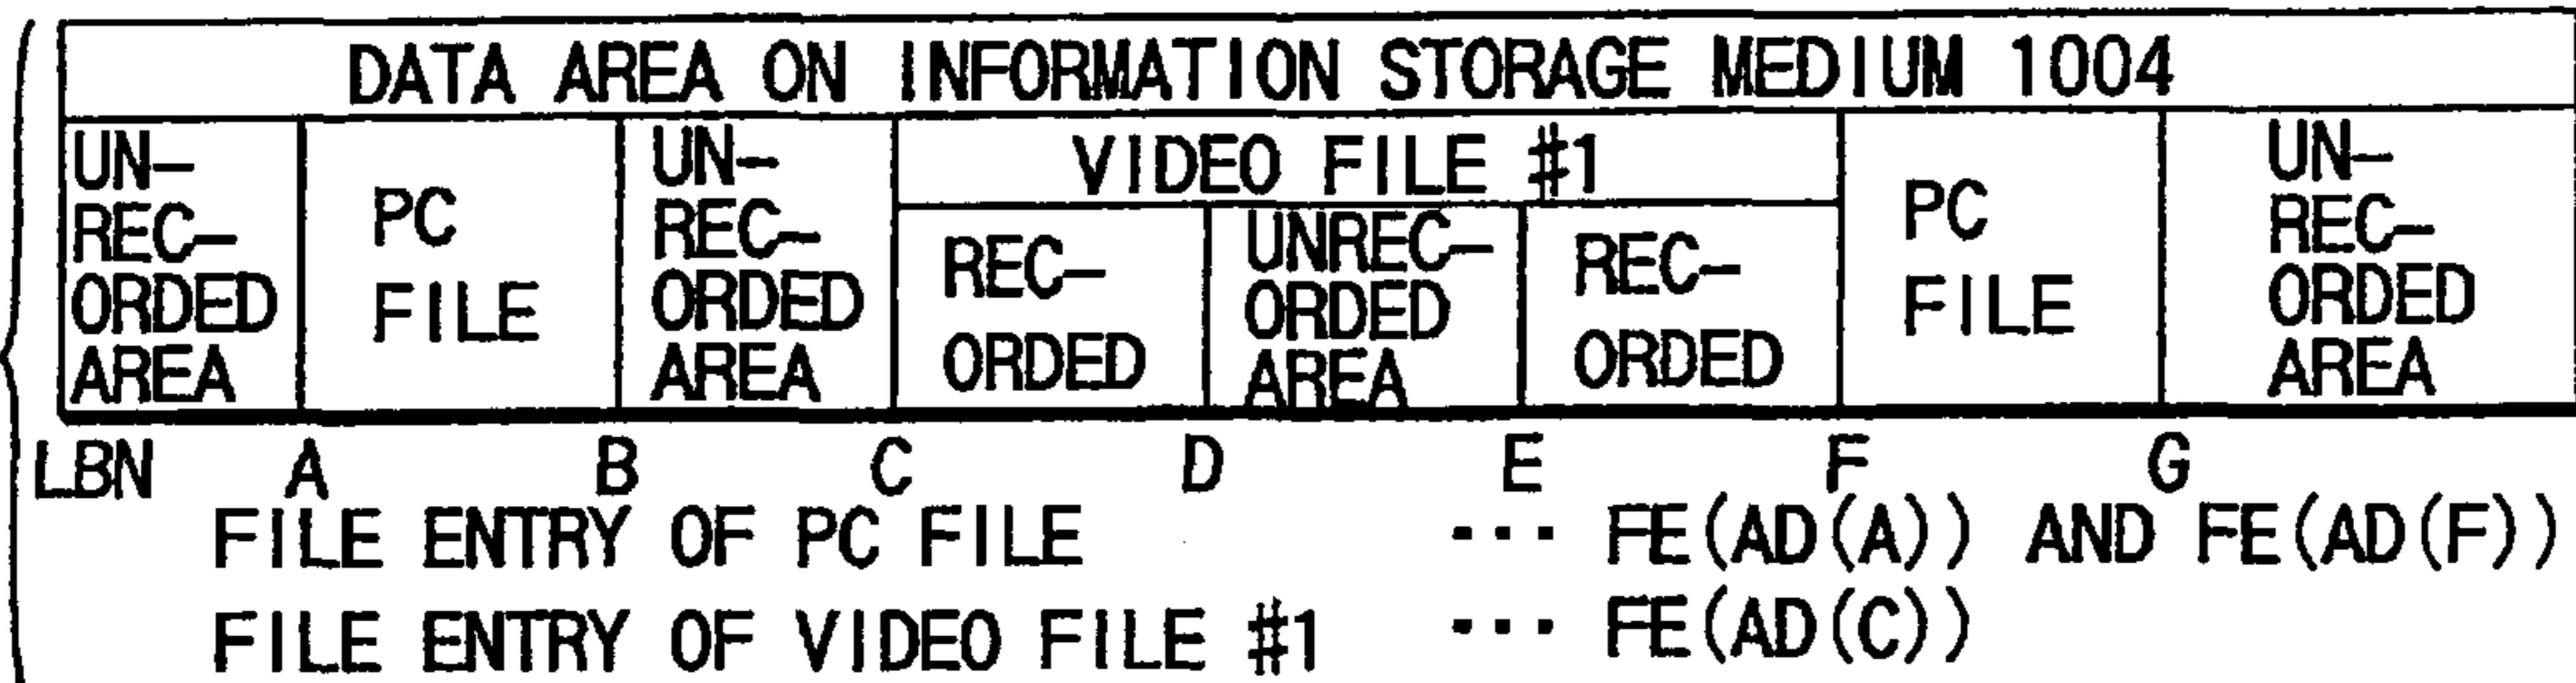 DATA AREA ON INFORMATION STORAGE MEDIUM 1004
UN-
REC-
ORDED
AREA
PC
FILE
UN-
REC-
ORDED
AREA
VIDEO FILE #1
REC-
ORDED
UNREC-
ORDED
AREA
REC-
ORDED
PC
FILE
UN-
REC-
ORDED
AREA
LBN A B C D E F G
FILE ENTRY OF PC FILE ··· FE(AD(A)) AND FE(AD(F))
FILE ENTRY OF VIDEO FILE #1 ··· FE(AD(C))